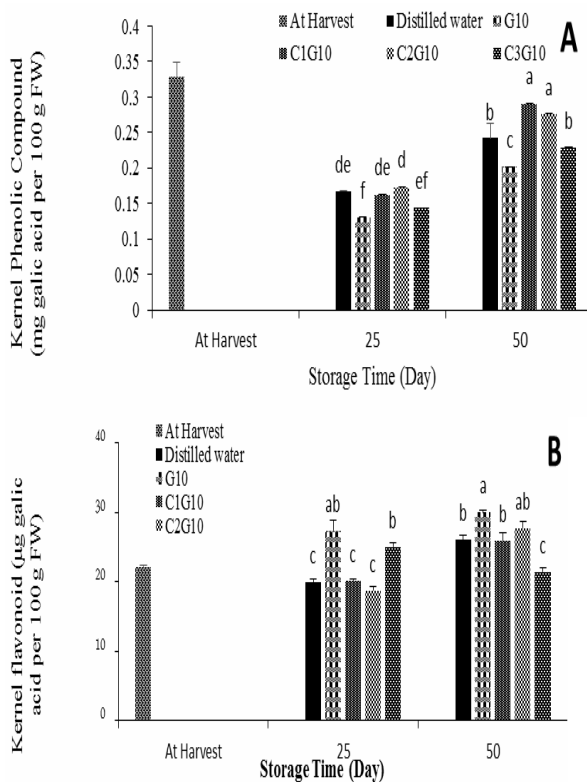 At Harvest Distilled water G10
C1G10 C2G10 C3G10
A
Kernel Phenolic Compound
(mg galic acid per 100 g FW)
0.4
0.35
0.3
0.25
0.2
0.15
0.1
0.05
0
de f de d ef
b c a a b
At Harvest 25 50
Storage Time (Day)
At Harvest
Distilled water
G10
C1G10
C2G10
B
Kernel flavonoid (µg galic
acid per 100 g FW)
40
30
20
10
0
c ab c c b
b a b ab c
At Harvest 25 50
Storage Time (Day)